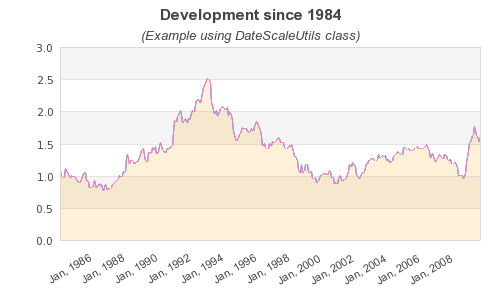 Development since 1984
(Example using DateScaleUtils class)
3.0
2.5
2.0
1.5
1.0
0.5
0.0
Jan, 1986
Jan, 1988
Jan, 1990
Jan, 1992
Jan, 1994
Jan, 1996
Jan, 1998
Jan, 2000
Jan, 2002
Jan, 2004
Jan, 2006
Jan, 2008